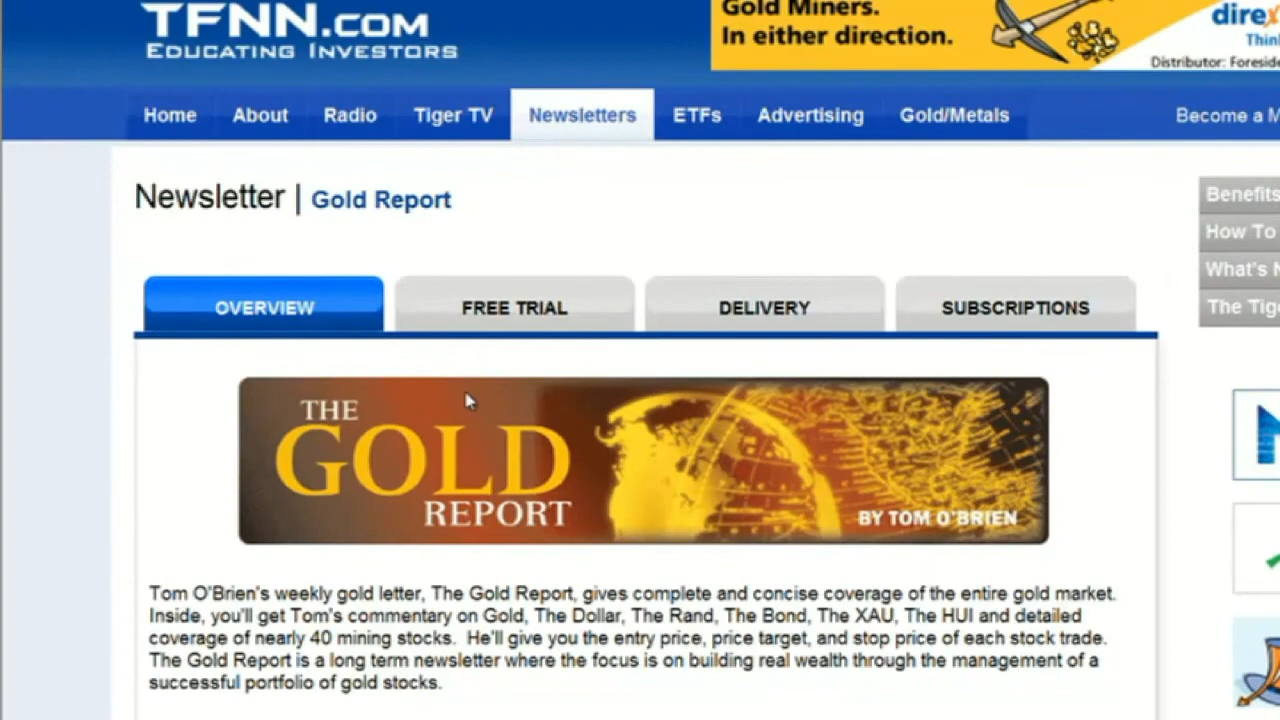 TFNN.COM
EDUCATING INVESTORS
Gold Miners.
In either direction.
Distributor:
Home About Radio Tiger TV Newsletters ETFs Advertising Gold/Metals Become a
Newsletter | Gold Report
Benefits
How To
What's
The
OVERVIEW FREE TRIAL DELIVERY SUBSCRIPTIONS
THE
GOLD
REPORT
BY TOM O'BRIEN
Tom O'Brien's weekly gold letter, The Gold Report, gives complete and concise coverage of the entire gold market.
Inside, you'll get Tom's commentary on Gold, The Dollar, The Rand, The Bond, The XAU, The HUI and detailed
coverage of nearly 40 mining stocks. He'll give you the entry price, price target, and stop price of each stock trade.
The Gold Report is a long term newsletter where the focus is on building real wealth through the management of a
successful portfolio of gold stocks.